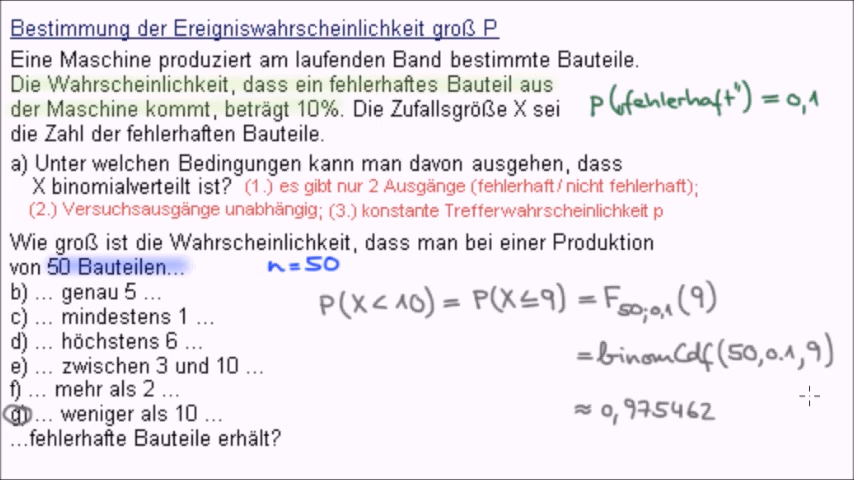 Bestimmung der Ereigniswahrscheinlichkeit groß P
Eine Maschine produziert am laufenden Band bestimmte Bauteile.
Die Wahrscheinlichkeit, dass ein fehlerhaftes Bauteil aus
der Maschine kommt, beträgt 10%. Die Zufallsgröße X sei
die Zahl der fehlerhaften Bauteile.
P("fehlerhaft") = 0,1
a) Unter welchen Bedingungen kann man davon ausgehen, dass
X binomialverteilt ist? (1.) es gibt nur 2 Ausgänge (fehlerhaft/nicht fehlerhaft);
(2.) Versuchsausgänge unabhängig; (3.) konstante Trefferwahrscheinlichkeit p
Wie groß ist die Wahrscheinlichkeit, dass man bei einer Produktion
von 50 Bauteilen... n=50
b) ... genau 5 ...
c) ... mindestens 1 ...
d) ... höchstens 6 ...
e) ... zwischen 3 und 10 ...
f) ... mehr als 2 ...
g) ... weniger als 10 ...
...fehlerhafte Bauteile erhält?
P(X<10) = P(X≤9) = F50;0,1(9)
=binomCdf(50,0.1,9)
≈ 0,975462